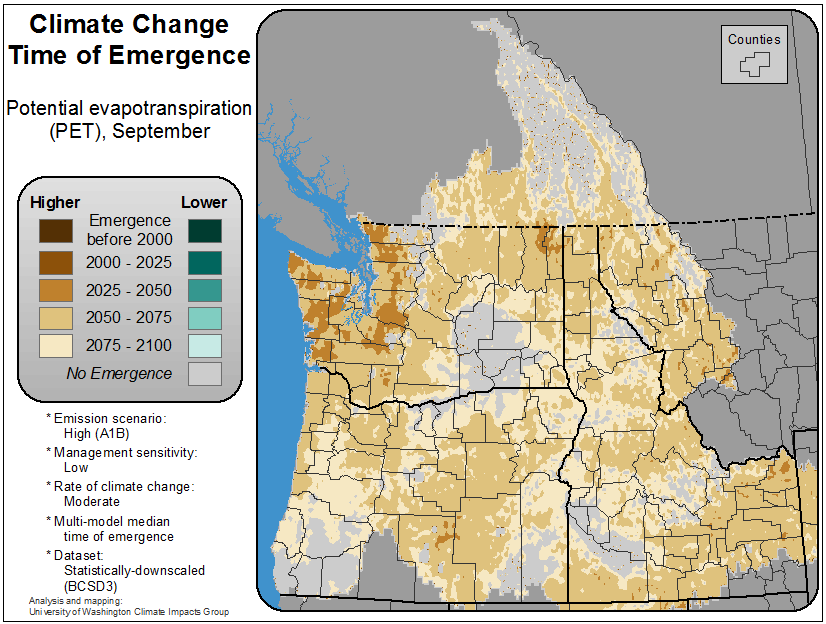 Climate Change
Time of Emergence
Potential evapotranspiration
(PET), September
Higher Lower
Emergence
before 2000
2000 - 2025
2025 - 2050
2050 - 2075
2075 - 2100
No Emergence
* Emission scenario:
High (A1B)
* Management sensitivity:
Low
* Rate of climate change:
Moderate
* Multi-model median
time of emergence
* Dataset:
Statistically-downscaled
(BCSD3)
Analysis and mapping:
University of Washington Climate Impacts Group
Counties